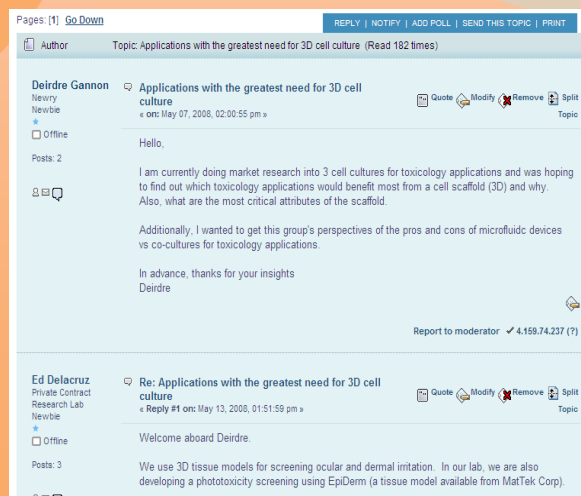 Pages: [1] Go Down
REPLY | NOTIFY | ADD POLL | SEND THIS TOPIC | PRINT
Author Topic: Applications with the greatest need for 3D cell culture (Read 182 times)
Deirdre Gannon
Newry
Newbie
Offline
Posts: 2
Applications with the greatest need for 3D cell
culture
« on: May 07, 2008, 02:00:55 pm »
Quote Modify Remove Split
Topic
Hello,
I am currently doing market research into 3 cell cultures for toxicology applications and was hoping
to find out which toxicology applications would benefit most from a cell scaffold (3D) and why.
Also, what are the most critical attributes of the scaffold.
Additionally, I wanted to get this group's perspectives of the pros and cons of microfluidc devices
vs co-cultures for toxicology applications.
In advance, thanks for your insights
Deirdre
Report to moderator 4.159.74.237 (?)
Ed Delacruz
Private Contract
Research Lab
Newbie
Offline
Posts: 3
Re: Applications with the greatest need for 3D cell
culture
« Reply #1 on: May 13, 2008, 01:51:59 pm »
Quote Modify Remove Split
Topic
Welcome aboard Deirdre.
We use 3D tissue models for screening ocular and dermal irritation. In our lab, we are also
developing a phototoxicity screening using EpiDerm (a tissue model available from MatTek Corp).